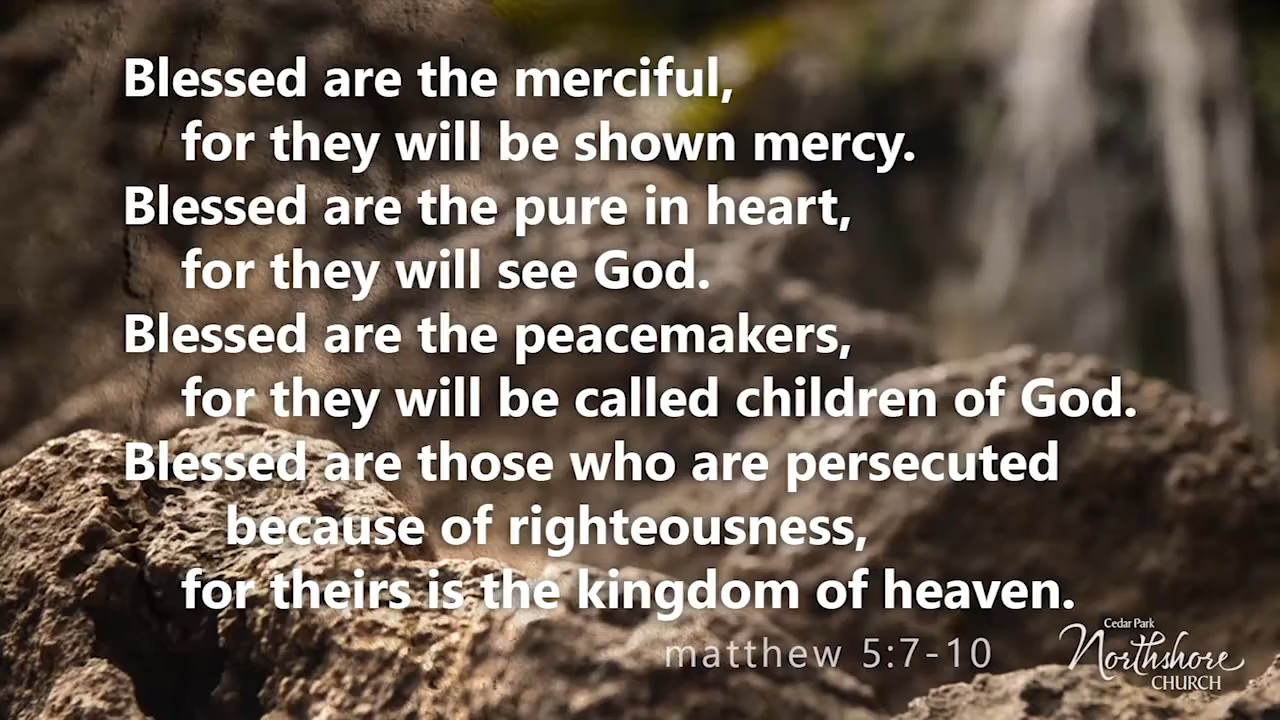 Blessed are the merciful,
for they will be shown mercy.
Blessed are the pure in heart,
for they will see God.
Blessed are the peacemakers,
for they will be called children of God.
Blessed are those who are persecuted
because of righteousness,
for theirs is the kingdom of heaven.
matthew 5:7-10
Cedar Park
Northshore
CHURCH